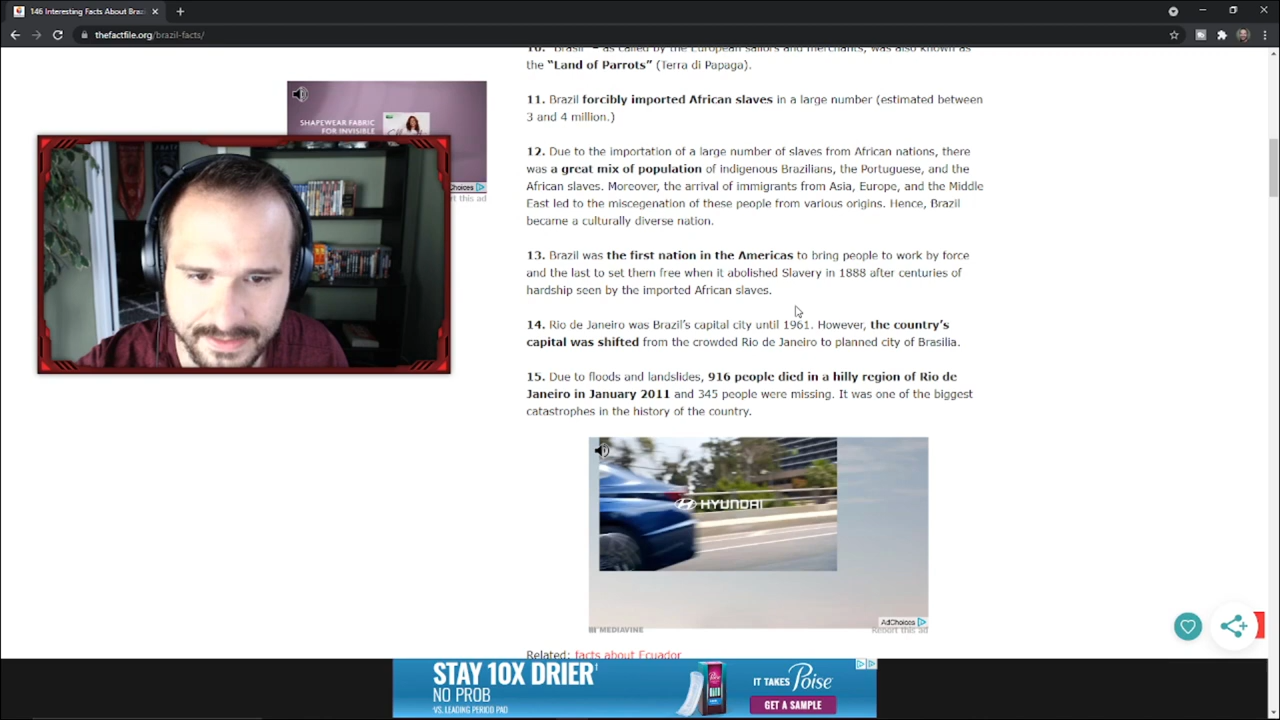 146 Interesting Facts About Braz
thefactfile.org/brazil-facts/
10. "Brasil" – as called by the European sailors and merchants, was also known as
the "Land of Parrots" (Terra di Papaga).
SHAPEWEAR FABRIC
FOR INVISIBLE
Choices
rt this ad
11. Brazil forcibly imported African slaves in a large number (estimated between
3 and 4 million.)
12. Due to the importation of a large number of slaves from African nations, there
was a great mix of population of indigenous Brazilians, the Portuguese, and the
African slaves. Moreover, the arrival of immigrants from Asia, Europe, and the Middle
East led to the miscegenation of these people from various origins. Hence, Brazil
became a culturally diverse nation.
13. Brazil was the first nation in the Americas to bring people to work by force
and the last to set them free when it abolished Slavery in 1888 after centuries of
hardship seen by the imported African slaves.
14. Rio de Janeiro was Brazil's capital city until 1961. However, the country's
capital was shifted from the crowded Rio de Janeiro to planned city of Brasilia.
15. Due to floods and landslides, 916 people died in a hilly region of Rio de
Janeiro in January 2011 and 345 people were missing. It was one of the biggest
catastrophes in the history of the country.
HYUNDAI
AdChoices
MEDIAVINE
Report this ad
Related: facts about Ecuador
STAY 10X DRIER†
NO PROB
†VS. LEADING PERIOD PAD
IT TAKES Poise
GET A SAMPLE